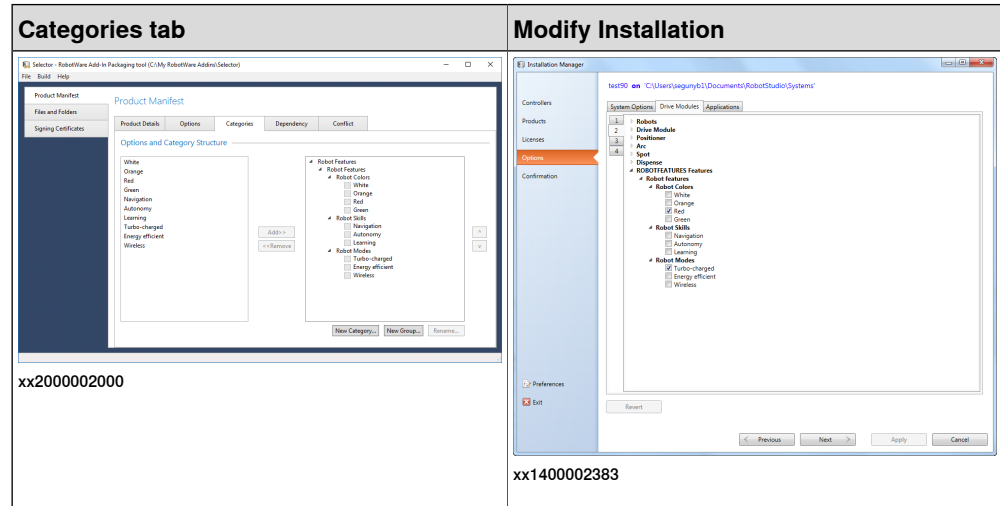 Categories tab
Modify Installation
Selector - RobotWare Add-In Packaging tool (C:\My RobotWare Addins\Selector)
File Build Help
Product Manifest
Files and Folders
Signing Certificates
Product Manifest
Product Details Options Categories Dependency Conflict
Options and Category Structure
White
Orange
Red
Green
Navigation
Autonomy
Learning
Turbo-charged
Energy efficient
Wireless
Add>>
<<Remove
Robot Features
Robot Features
Robot Colors
White
Orange
Red
Green
Robot Skills
Navigation
Autonomy
Learning
Robot Modes
Turbo-charged
Energy efficient
Wireless
^
v
New Category... New Group... Rename...
xx2000002000
Installation Manager
Controllers
Products
Licenses
Options
Confirmation
Preferences
Exit
test90 on 'C:\Users\segunyb1\Documents\RobotStudio\Systems'
System Options Drive Modules Applications
1
2
3
4
Robots
Drive Module
Positioner
Arc
Spot
Dispense
ROBOTFEATURES Features
Robot features
Robot Colors
White
Orange
Red
Green
Robot Skills
Navigation
Autonomy
Learning
Robot Modes
Turbo-charged
Energy efficient
Wireless
Revert
< Previous Next > Apply Cancel
xx1400002383